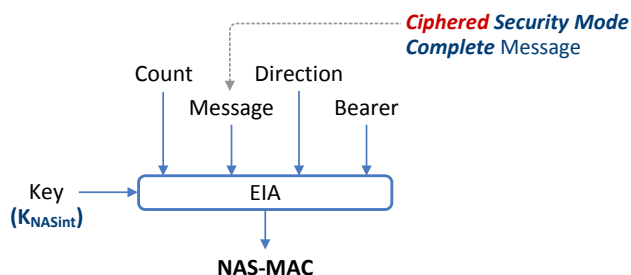 Ciphered Security Mode
Complete Message
Count
Direction
Message
Bearer
Key
(KNASint)
EIA
NAS-MAC